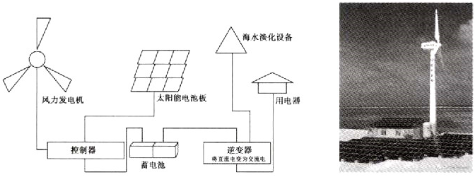 海水淡化设备
风力发电机
太阳能电池板
用电器
控制器
蓄电池
逆变器
将直流电变为交流电